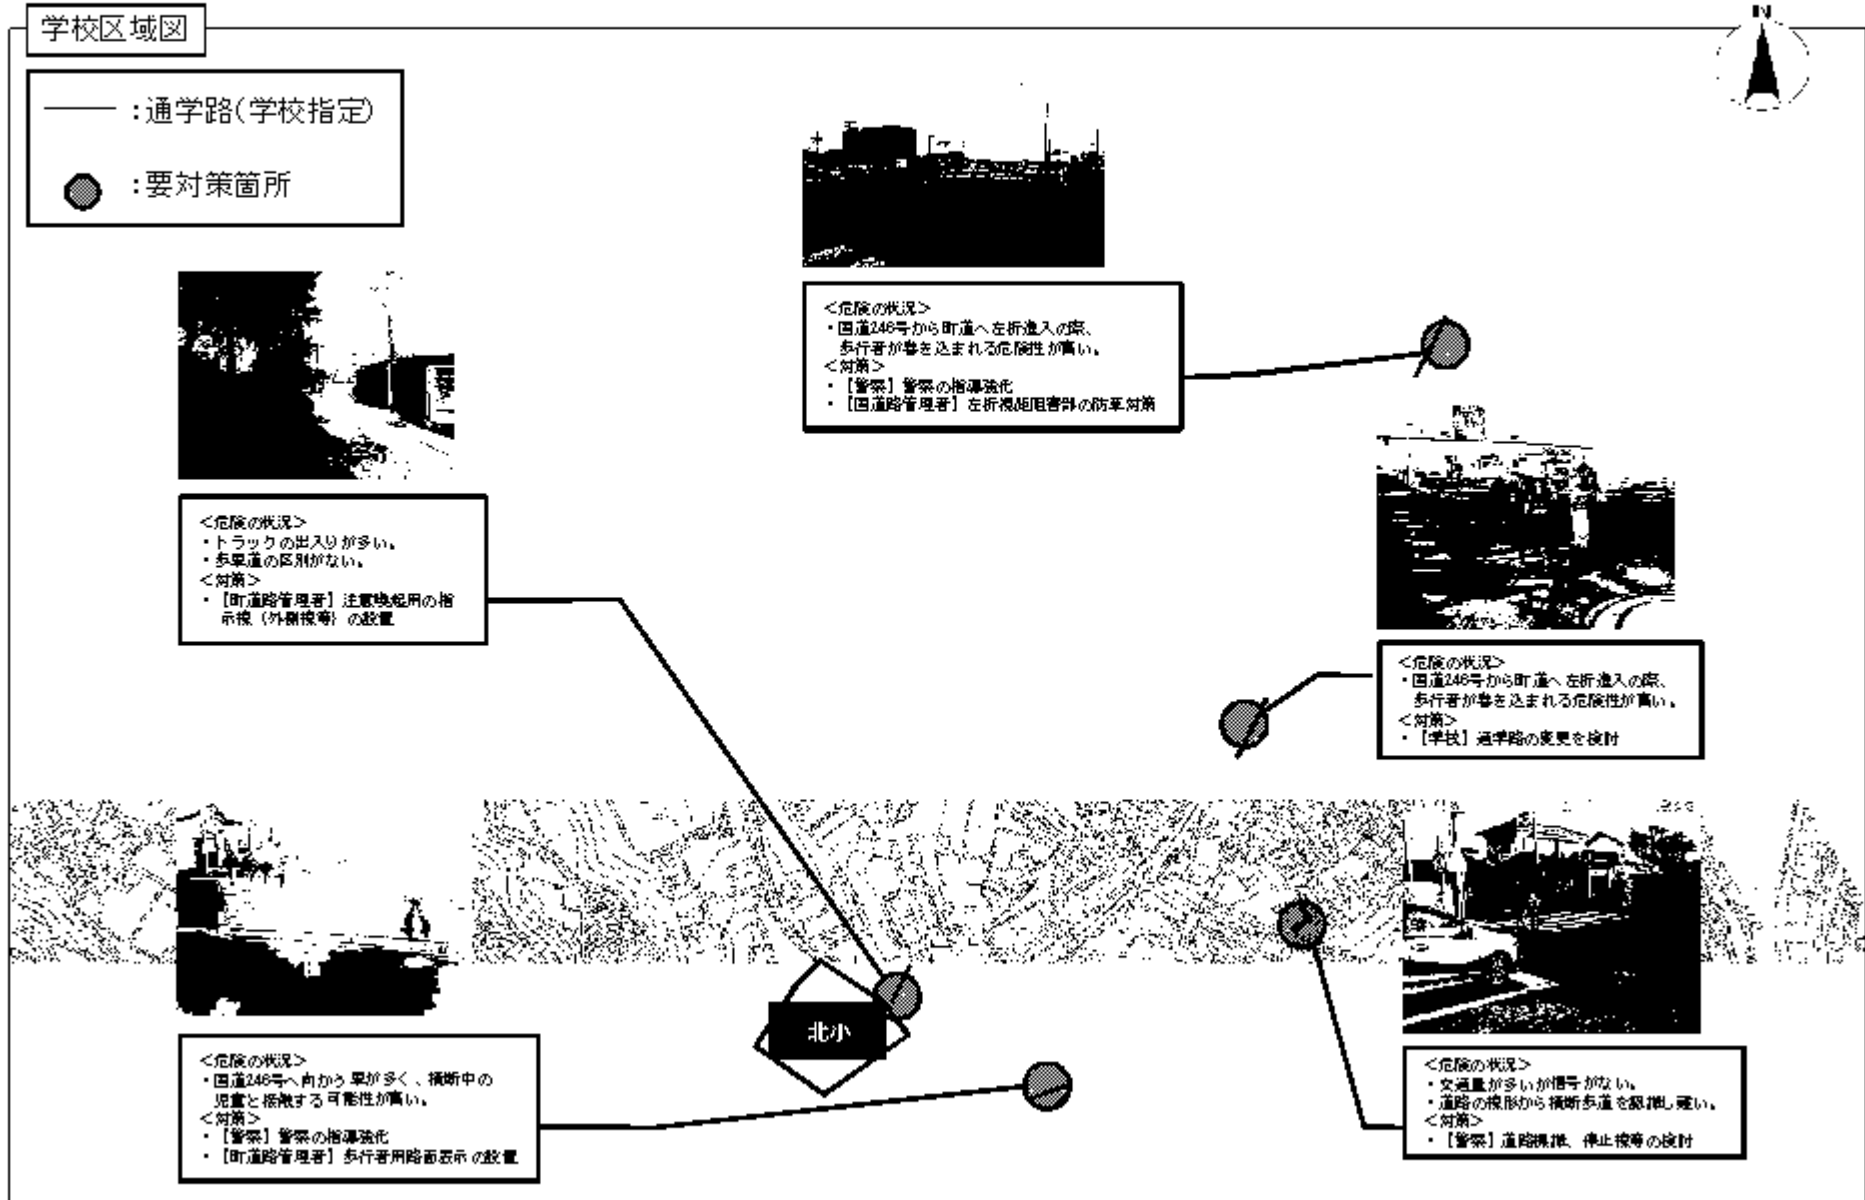 学校区域図
N
：通学路(学校指定)
：要対策箇所
＜危険の状況＞
・国道246号から町道へ左折進入の際、
歩行者が巻き込まれる危険性が高い。
＜対策＞
・【警察】警察の指導強化
・【国道路管理者】左折視距阻害部の防草対策
＜危険の状況＞
・トラックの出入りが多い。
・歩車道の区別がない。
＜対策＞
・【町道路管理者】注意喚起用の指
示線（外側線等）の設置
＜危険の状況＞
・国道246号から町道へ左折進入の際、
歩行者が巻き込まれる危険性が高い。
＜対策＞
・【学校】通学路の変更を検討
北小
＜危険の状況＞
・国道246号へ向かう車が多く、横断中の
児童と接触する可能性が高い。
＜対策＞
・【警察】警察の指導強化
・【町道路管理者】歩行者用路面表示の設置
＜危険の状況＞
・交通量が多いが信号がない。
・道路の線形から横断歩道を認識し難い。
＜対策＞
・【警察】道路標識、停止線等の検討